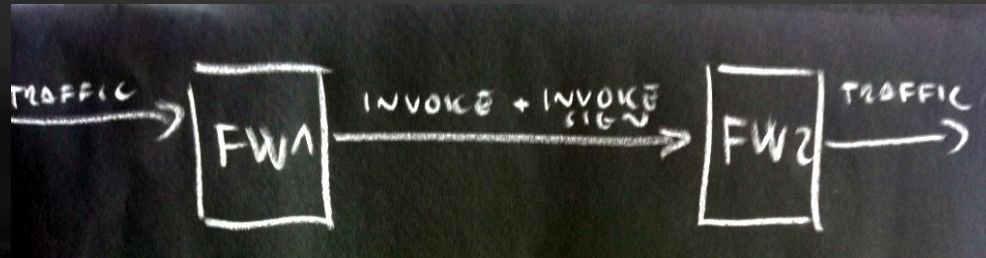 TRAFFIC
FW1
INVOKE + INVOKE
SIGN
FW2
TRAFFIC